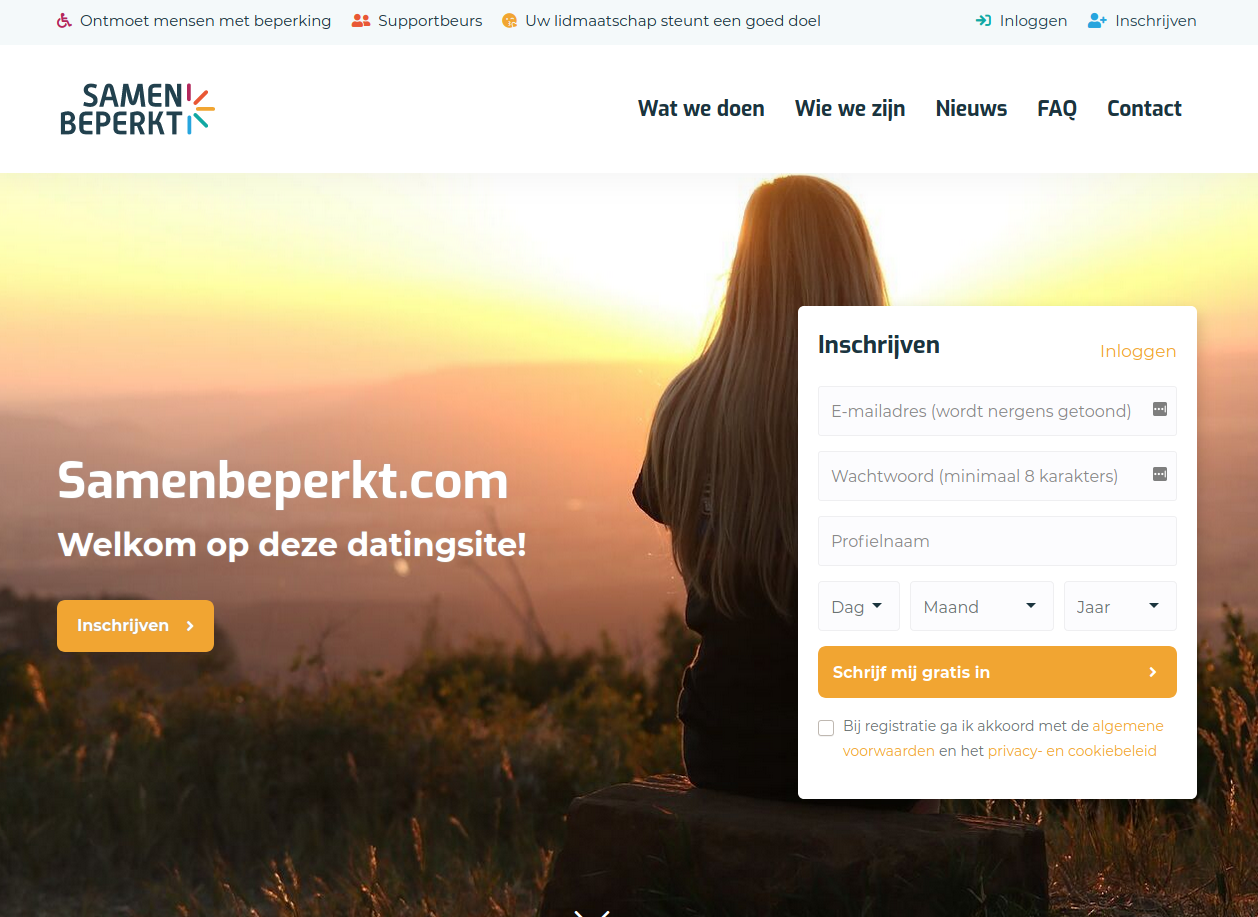 Ontmoet mensen met beperking Supportbeurs Uw lidmaatschap steunt een goed doel Inloggen Inschrijven
SAMEN
BEPERKT
Wat we doen Wie we zijn Nieuws FAQ Contact
Samenbeperkt.com
Welkom op deze datingsite!
Inschrijven
Inschrijven
Inloggen
E-mailadres (wordt nergens getoond)
Wachtwoord (minimaal 8 karakters)
Profielnaam
Dag Maand Jaar
Schrijf mij gratis in
Bij registratie ga ik akkoord met de algemene
voorwaarden en het privacy- en cookiebeleid